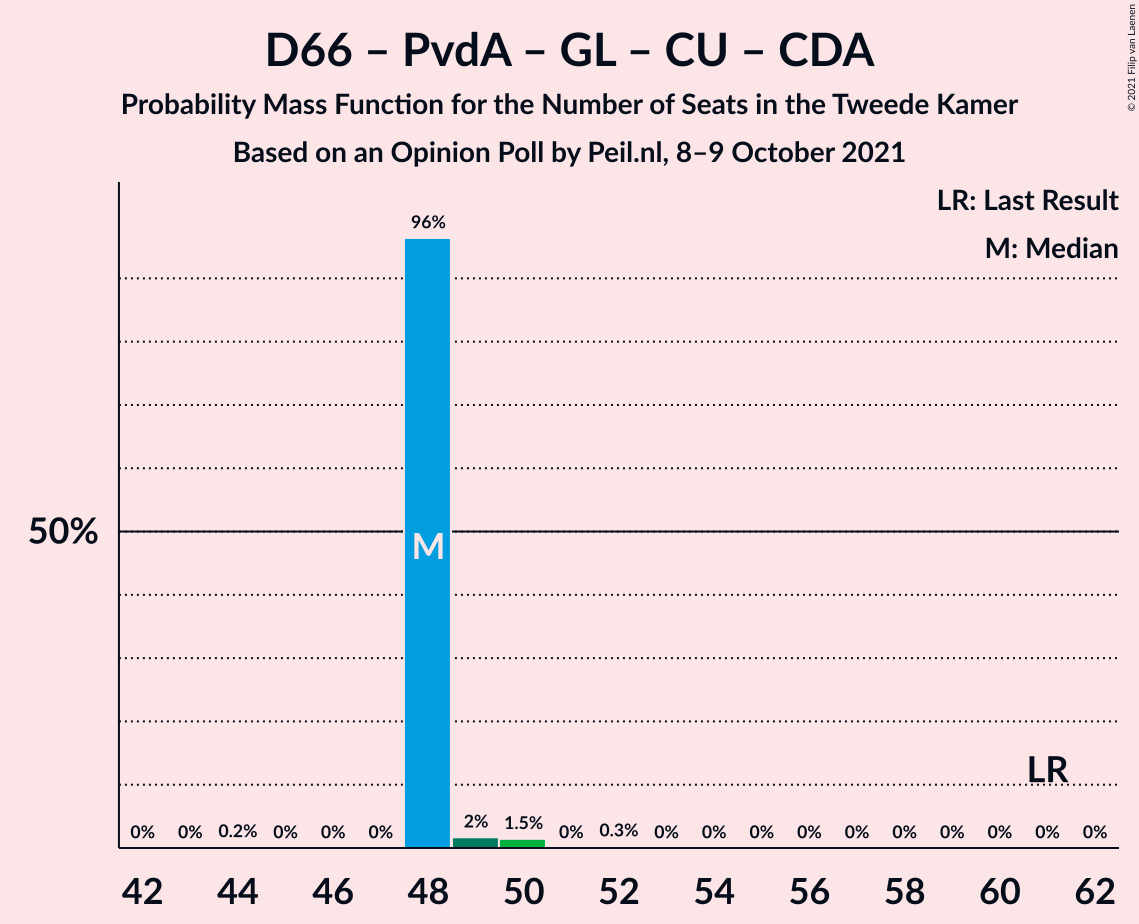 D66 – PvdA – GL – CU – CDA
Probability Mass Function for the Number of Seats in the Tweede Kamer
Based on an Opinion Poll by Peil.nl, 8–9 October 2021
© 2021 Filip van Laenen
LR: Last Result
M: Median
96%
50%
M
LR
0% 0% 0.2% 0% 0% 0% 2% 1.5% 0% 0.3% 0% 0% 0% 0% 0% 0% 0% 0% 0% 0%
42 44 46 48 50 52 54 56 58 60 62